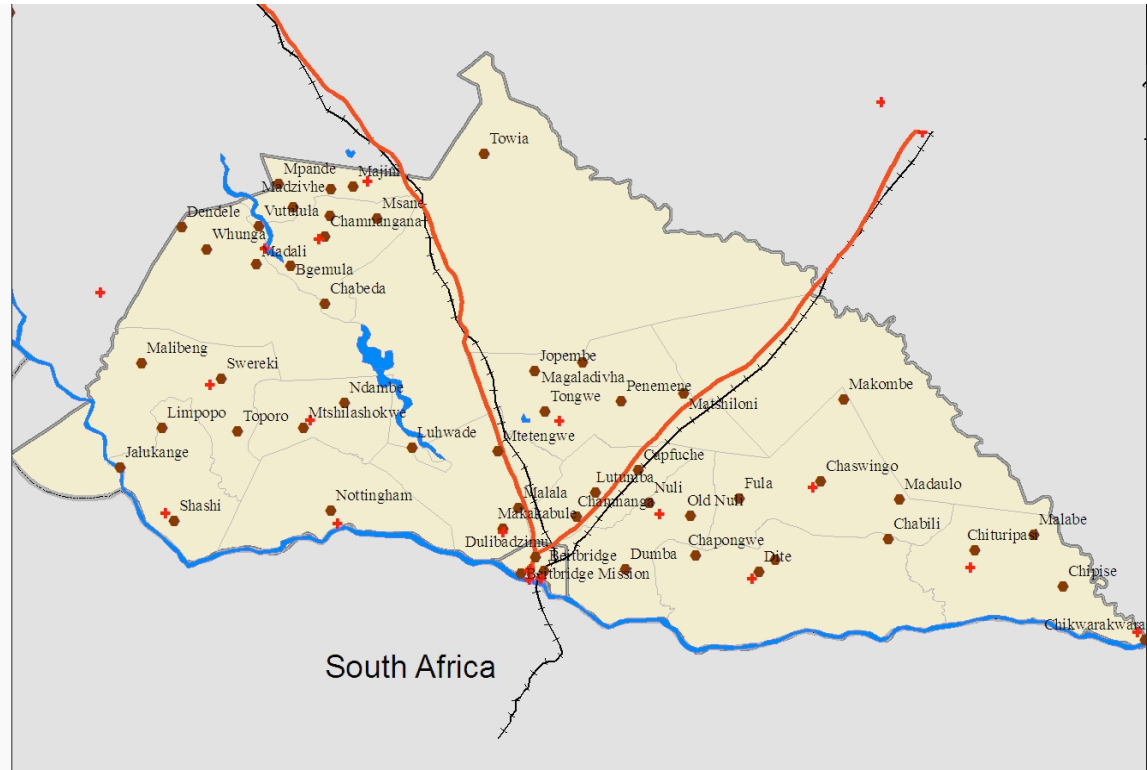 Towia
Mpande
Majini
Madzivhe
Msane
Dendele
Vutulula
Chamnangana
Whunga
Madali
Bgemula
Chabeda
Malibeng
Swereki
Jopembe
Magaladivha
Ndambe
Penemene
Makombe
Tongwe
Matshiloni
Limpopo
Toporo
Mtshilashokwe
Luhwade
Mtetengwe
Jalukange
Capfuche
Chaswingo
Lutumba
Fula
Madaulo
Shashi
Nottingham
Malala
Channanga
Nuli
Old Nuli
Makakabule
Chabili
Malabe
Dulibadzimu
Chituripasi
Beitbridge
Dumba
Chapongwe
Dite
Beitbridge Mission
Chipise
Chikwarakwara
South Africa